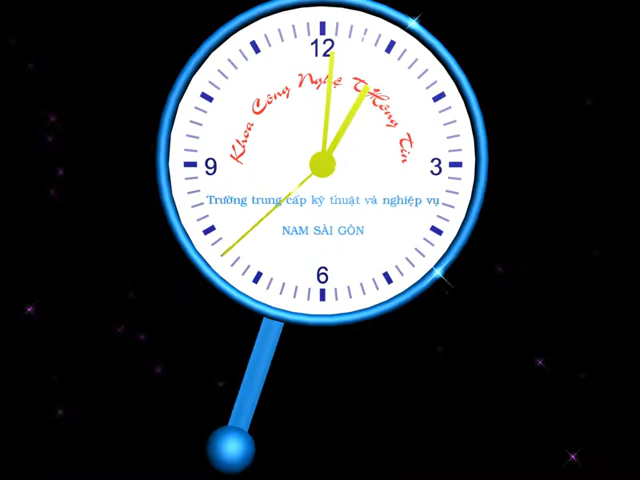 12
Khoa Công Nghệ Thông Tin
9
3
Trường trung cấp kỹ thuật và nghiệp vụ
NAM SÀI GÒN
6